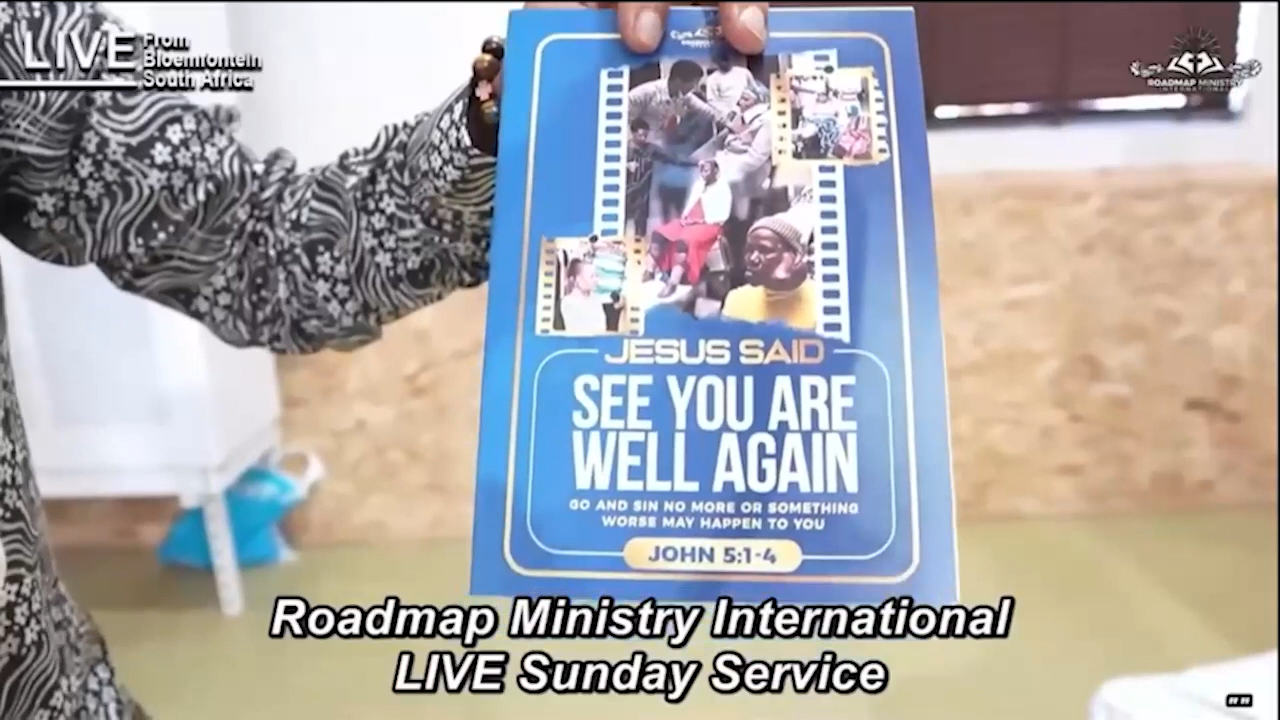 LIVE From
Bloemfontein
South Africa
ROADMAP MINISTRY
INTERNATIONAL
JESUS SAID
SEE YOU ARE
WELL AGAIN
GO AND SIN NO MORE OR SOMETHING
WORSE MAY HAPPEN TO YOU
JOHN 5:1-4
Roadmap Ministry International
LIVE Sunday Service
""